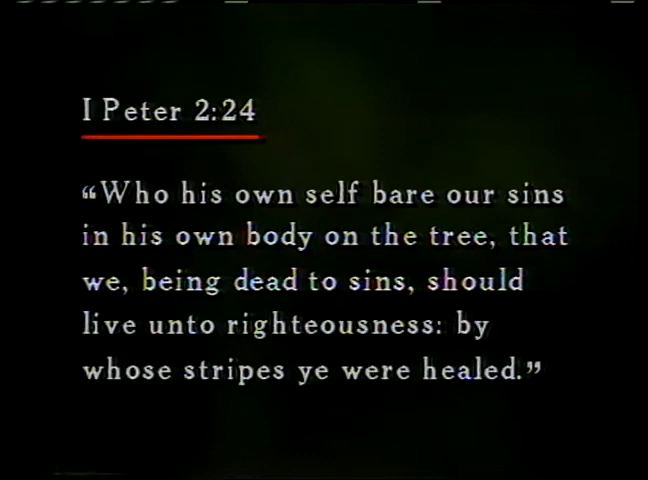 I Peter 2:24
“Who his own self bare our sins
in his own body on the tree, that
we, being dead to sins, should
live unto righteousness: by
whose stripes ye were healed.”